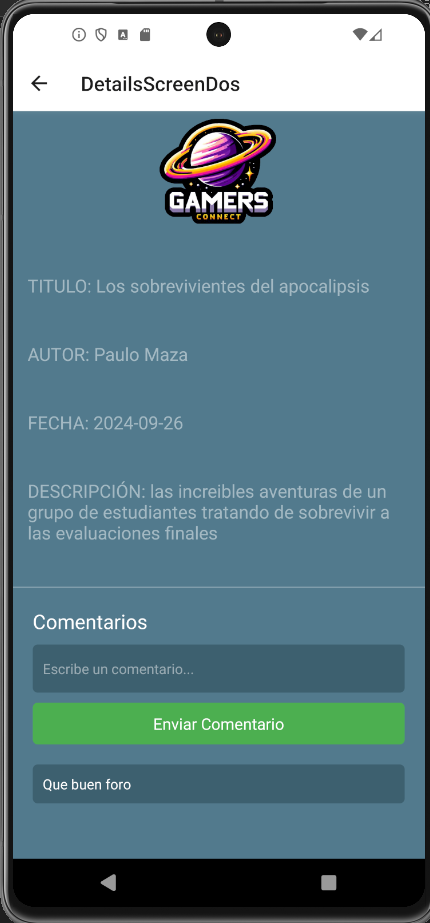 DetailsScreenDos
GAMERS
CONNECT
TITULO: Los sobrevivientes del apocalipsis
AUTOR: Paulo Maza
FECHA: 2024-09-26
DESCRIPCIÓN: las increibles aventuras de un
grupo de estudiantes tratando de sobrevivir a
las evaluaciones finales
Comentarios
Escribe un comentario...
Enviar Comentario
Que buen foro